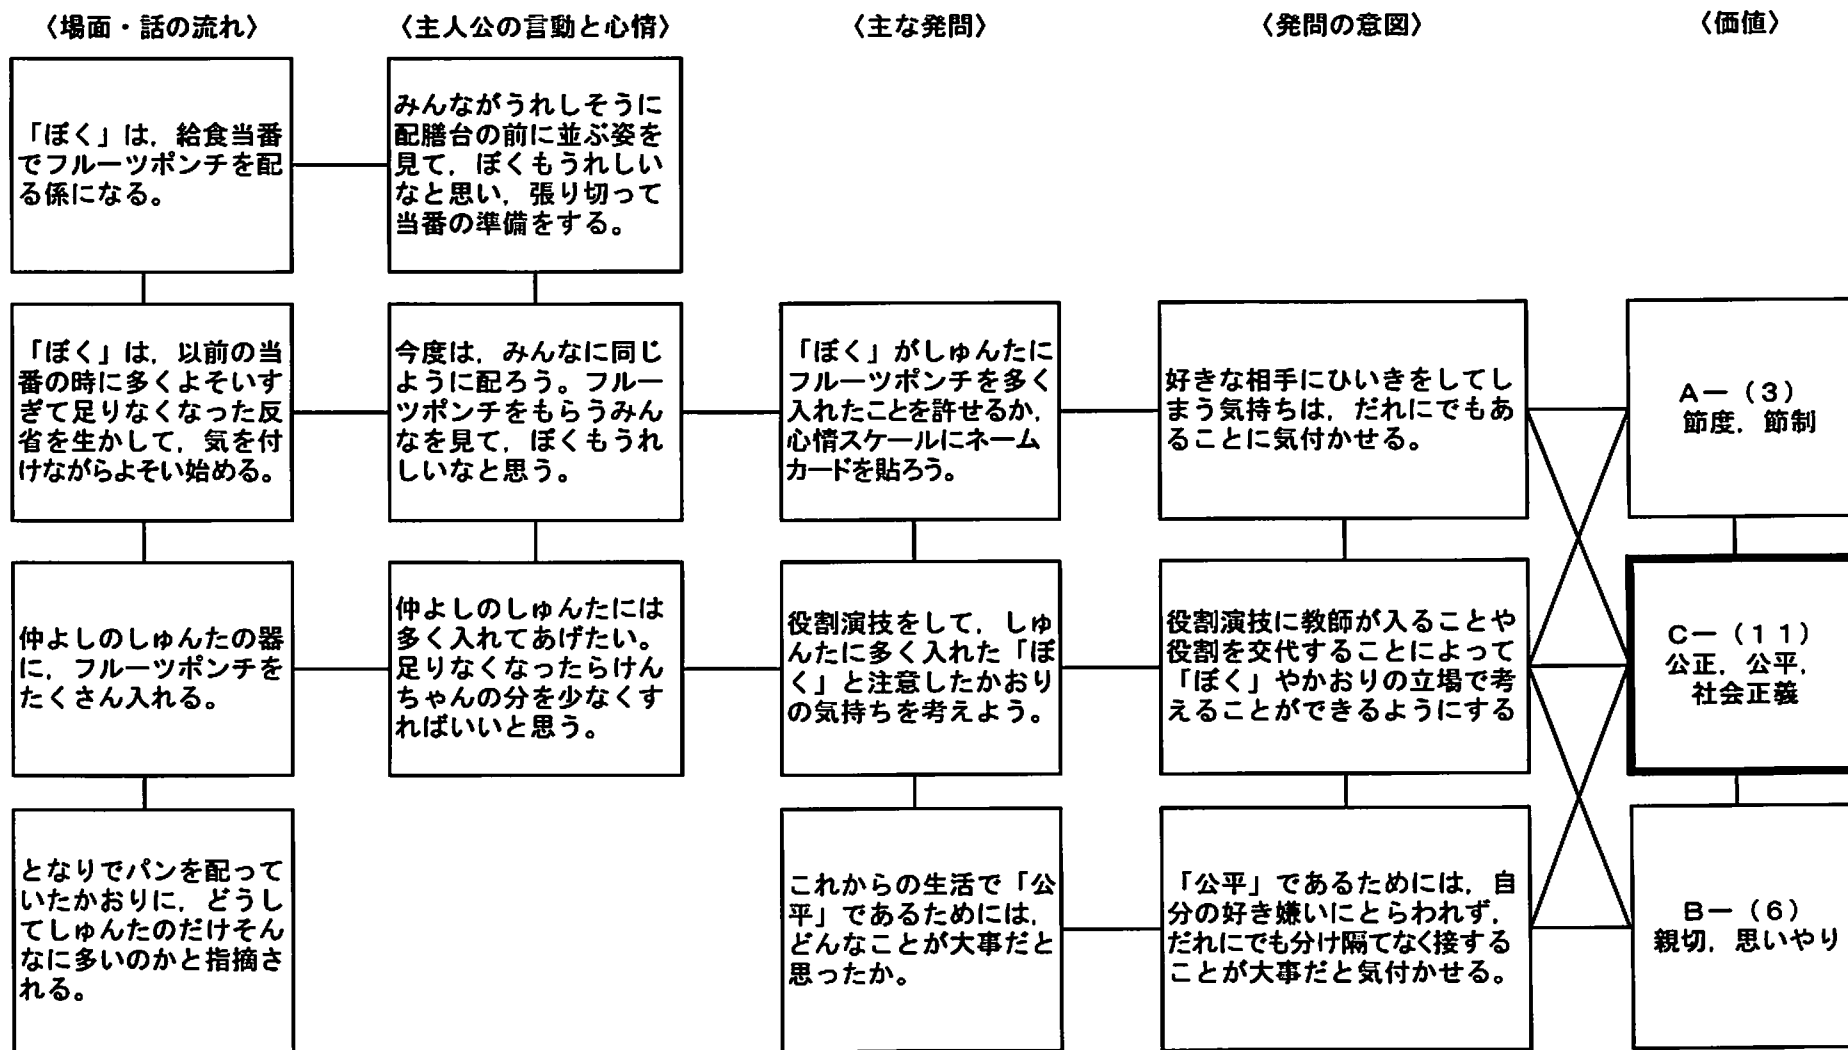 〈場面・話の流れ〉
〈主人公の言動と心情〉
〈主な発問〉
〈発問の意図〉
〈価値〉
「ぼく」は，給食当番
でフルーツポンチを配
る係になる。
みんながうれしそうに
配膳台の前に並ぶ姿を
見て，ぼくもうれしい
なと思い，張り切って
当番の準備をする。
「ぼく」は，以前の当
番の時に多くよそいす
ぎて足りなくなった反
省を生かして，気を付
けながらよそい始める。
今度は，みんなに同じ
ように配ろう。フルー
ツポンチをもらうみん
なを見て，ぼくもうれ
しいなと思う。
「ぼく」がしゅんたに
フルーツポンチを多く
入れたことを許せるか，
心情スケールにネーム
カードを貼ろう。
好きな相手にひいきをしてし
まう気持ちは，だれにでもあ
ることに気付かせる。
A－（3）
節度，節制
仲よしのしゅんたの器
に，フルーツポンチを
たくさん入れる。
仲よしのしゅんたには
多く入れてあげたい。
足りなくなったらけん
ちゃんの分を少なくす
ればいいと思う。
役割演技をして，しゅ
んたに多く入れた「ぼ
く」と注意したかおり
の気持ちを考えよう。
役割演技に教師が入ることや
役割を交代することによって
「ぼく」やかおりの立場で考
えることができるようにする
C－（11）
公正，公平，
社会正義
となりでパンを配って
いたかおりに，どうし
てしゅんたのだけそん
なに多いのかと指摘さ
れる。
これからの生活で「公
平」であるためには，
どんなことが大事だと
思ったか。
「公平」であるためには，自
分の好き嫌いにとらわれず，
だれにでも分け隔てなく接する
ことが大事だと気付かせる。
B－（6）
親切，思いやり